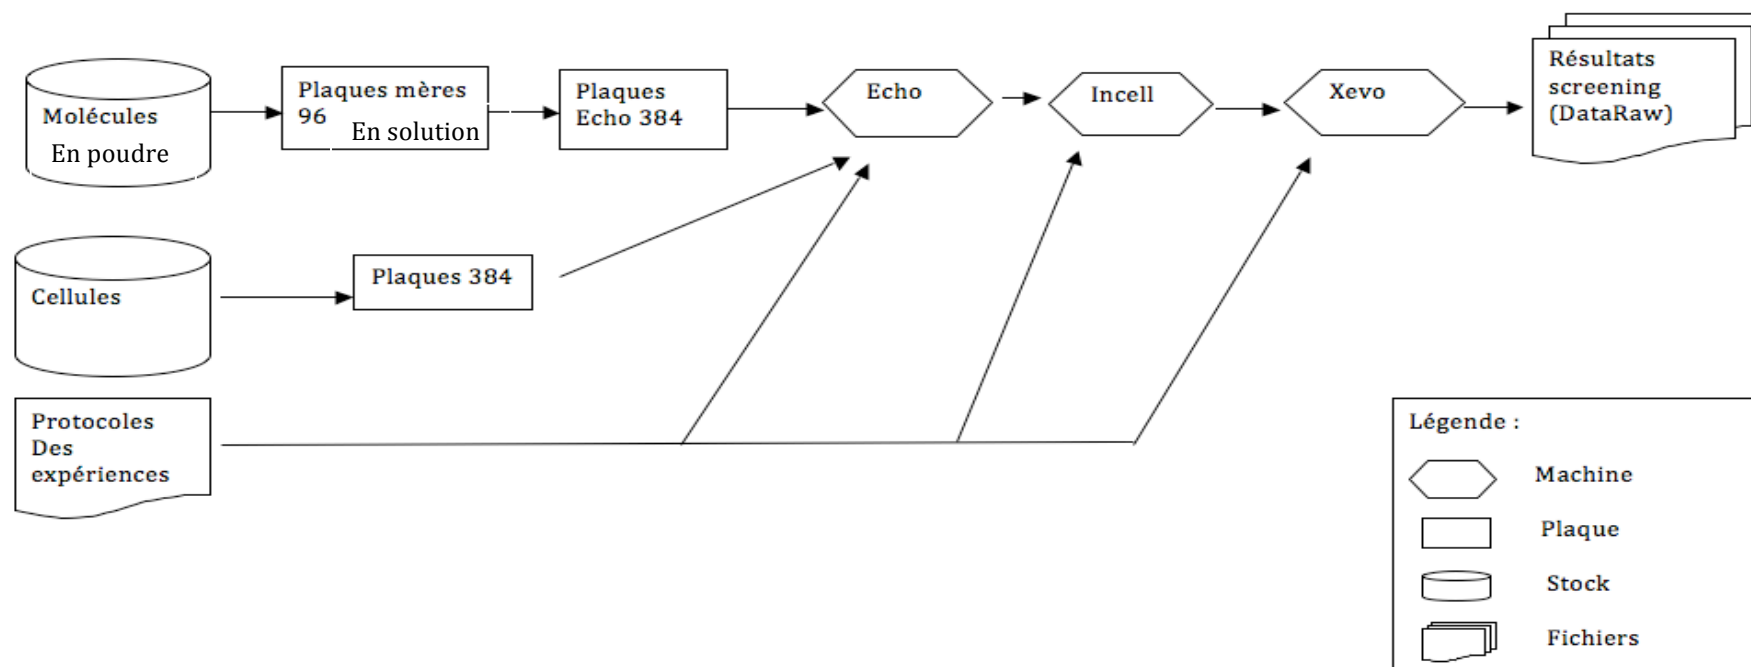 Molécules
En poudre
Plaques mères
96
En solution
Plaques
Echo 384
Echo
Incell
Xevo
Résultats
screening
(DataRaw)
Cellules
Plaques 384
Protocoles
Des
expériences
Légende :
Machine
Plaque
Stock
Fichiers